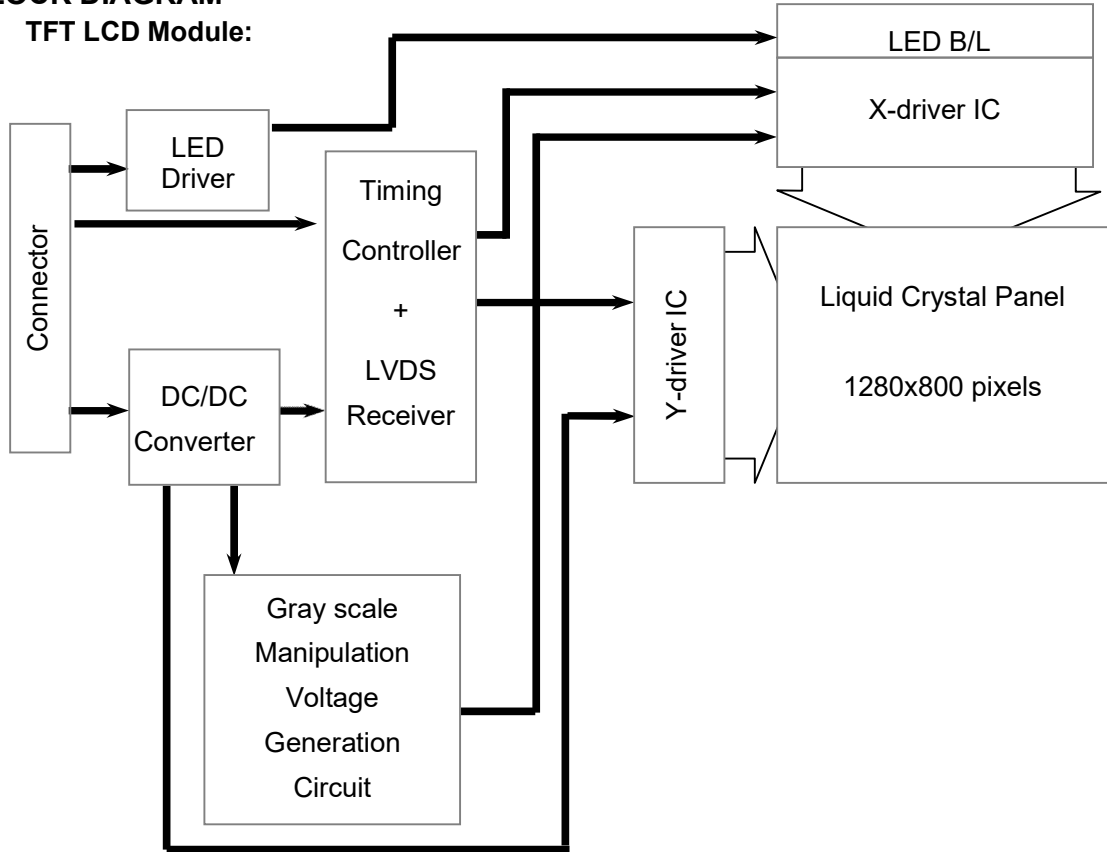 TFT LCD Module:
LED B/L
X-driver IC
LED
Driver
Connector
Timing
Controller
+
LVDS
Receiver
Y-driver IC
Liquid Crystal Panel
1280x800 pixels
DC/DC
Converter
Gray scale
Manipulation
Voltage
Generation
Circuit